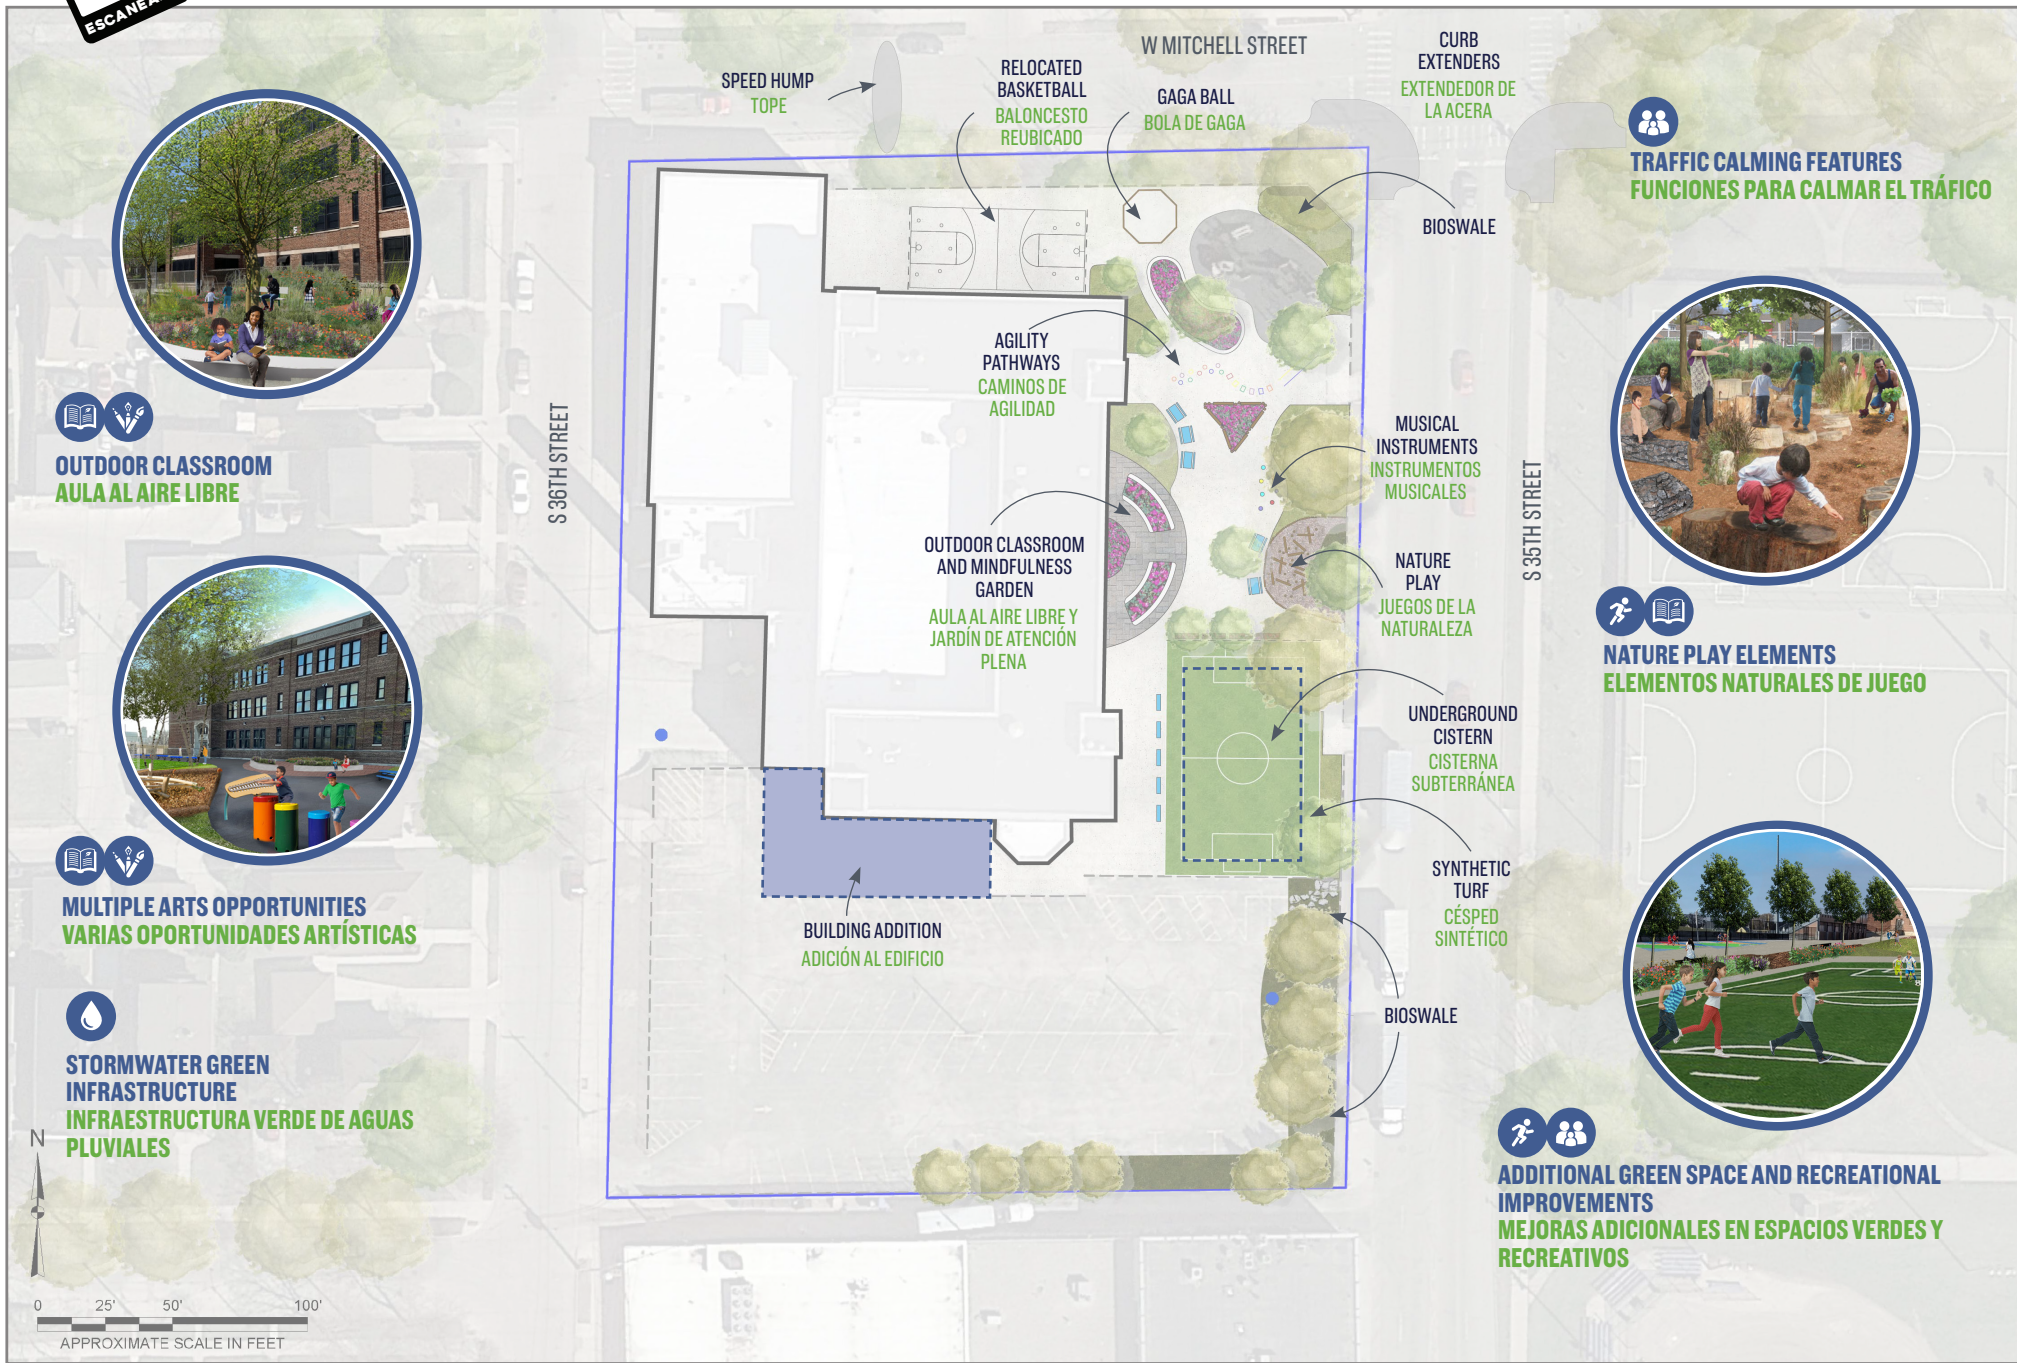 ESCANEA
W MITCHELL STREET
SPEED HUMP
TOPE
RELOCATED
BASKETBALL
BALONCESTO
REUBICADO
GAGA BALL
BOLA DE GAGA
CURB
EXTENDERS
EXTENDEDOR DE
LA ACERA
TRAFFIC CALMING FEATURES
FUNCIONES PARA CALMAR EL TRÁFICO
BIOSWALE
AGILITY
PATHWAYS
CAMINOS DE
AGILIDAD
OUTDOOR CLASSROOM
AULA AL AIRE LIBRE
S 36TH STREET
MUSICAL
INSTRUMENTS
INSTRUMENTOS
MUSICALES
S 35TH STREET
OUTDOOR CLASSROOM
AND MINDFULNESS
GARDEN
AULA AL AIRE LIBRE Y
JARDÍN DE ATENCIÓN
PLENA
NATURE
PLAY
JUEGOS DE LA
NATURALEZA
NATURE PLAY ELEMENTS
ELEMENTOS NATURALES DE JUEGO
UNDERGROUND
CISTERN
CISTERNA
SUBTERRÁNEA
SYNTHETIC
TURF
CÉSPED
SINTÉTICO
MULTIPLE ARTS OPPORTUNITIES
VARIAS OPORTUNIDADES ARTÍSTICAS
BUILDING ADDITION
ADICIÓN AL EDIFICIO
BIOSWALE
STORMWATER GREEN
INFRASTRUCTURE
INFRAESTRUCTURA VERDE DE AGUAS
PLUVIALES
ADDITIONAL GREEN SPACE AND RECREATIONAL
IMPROVEMENTS
MEJORAS ADICIONALES EN ESPACIOS VERDES Y
RECREATIVOS
N
0 25' 50' 100'
APPROXIMATE SCALE IN FEET